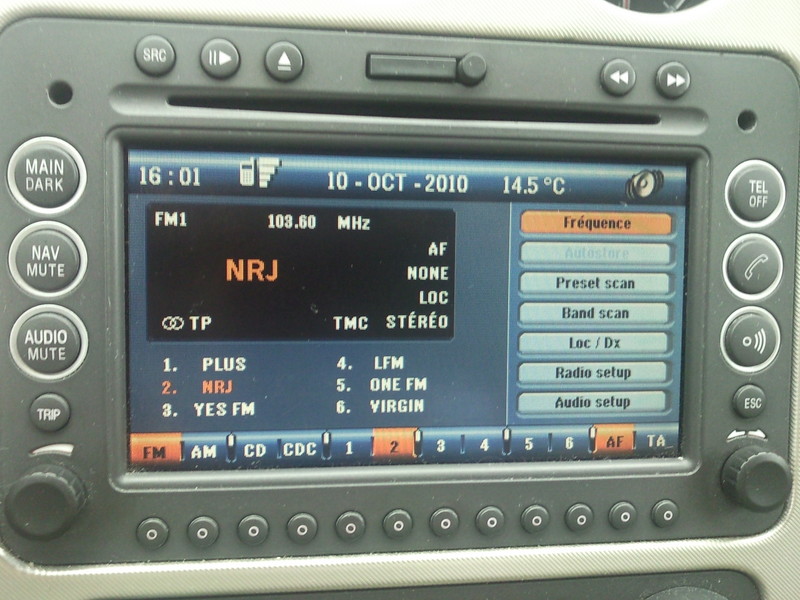 SRC
MAIN DARK
NAV MUTE
AUDIO MUTE
TRIP
TEL OFF
ESC
16:01 10-OCT-2010 14.5°C
FM1 103.60 MHz
AF
NRJ
NONE
LOC
TP TMC STÉRÉO
1. PLUS 4. LFM
2. NRJ 5. ONE FM
3. YES FM 6. VIRGIN
Fréquence
Autostore
Preset scan
Band scan
Loc / Dx
Radio setup
Audio setup
FM AM CD CDC 1 2 3 4 5 6 AF TA